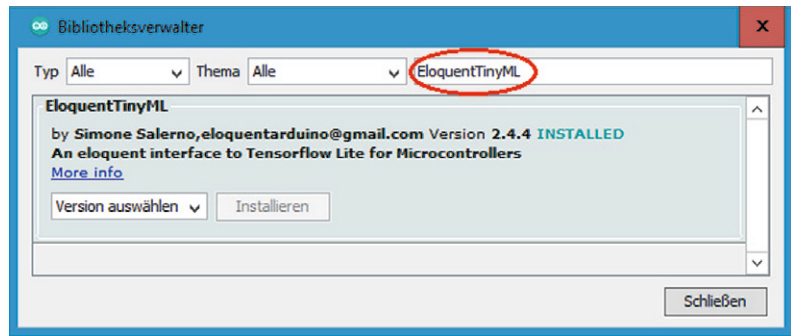 Bibliotheksverwalter
x
Typ Alle Thema Alle EloquentTinyML
EloquentTinyML
by Simone Salerno,eloquentarduino@gmail.com Version 2.4.4 INSTALLED
An eloquent interface to Tensorflow Lite for Microcontrollers
More info
Version auswählen Installieren
Schließen